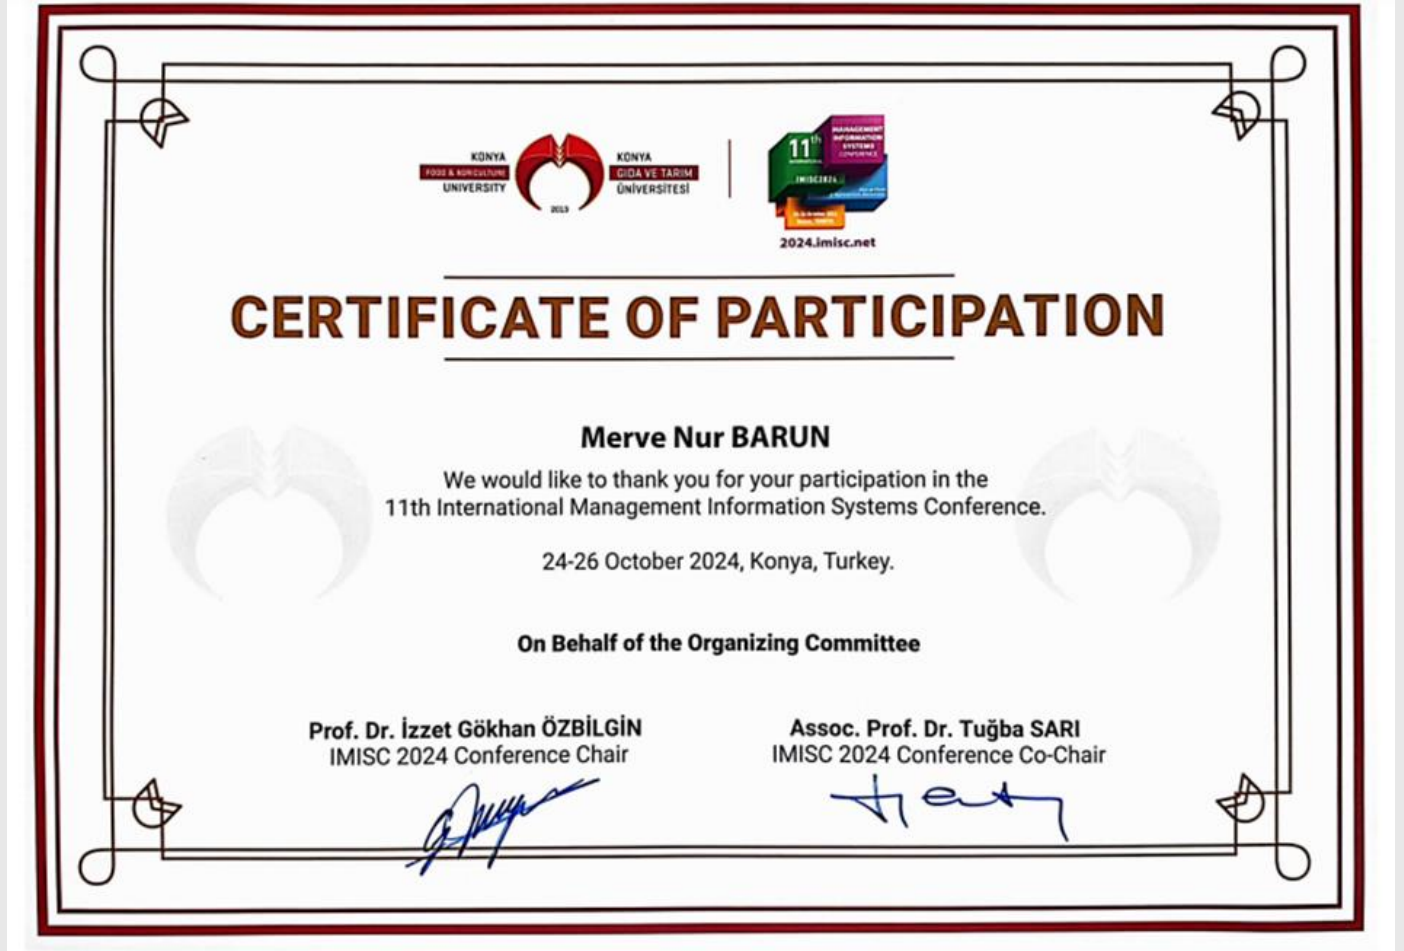 KONYA
FOOD & AGRICULTURE
UNIVERSITY
2013
KONYA
GIDA VE TARIM
ÜNİVERSİTESİ
11th
INTERNATIONAL
MANAGEMENT
INFORMATION
SYSTEMS
CONFERENCE
IMISC2024
2024.imisc.net
CERTIFICATE OF PARTICIPATION
Merve Nur BARUN
We would like to thank you for your participation in the
11th International Management Information Systems Conference.
24-26 October 2024, Konya, Turkey.
On Behalf of the Organizing Committee
Prof. Dr. İzzet Gökhan ÖZBİLGİN
IMISC 2024 Conference Chair
Assoc. Prof. Dr. Tuğba SARI
IMISC 2024 Conference Co-Chair